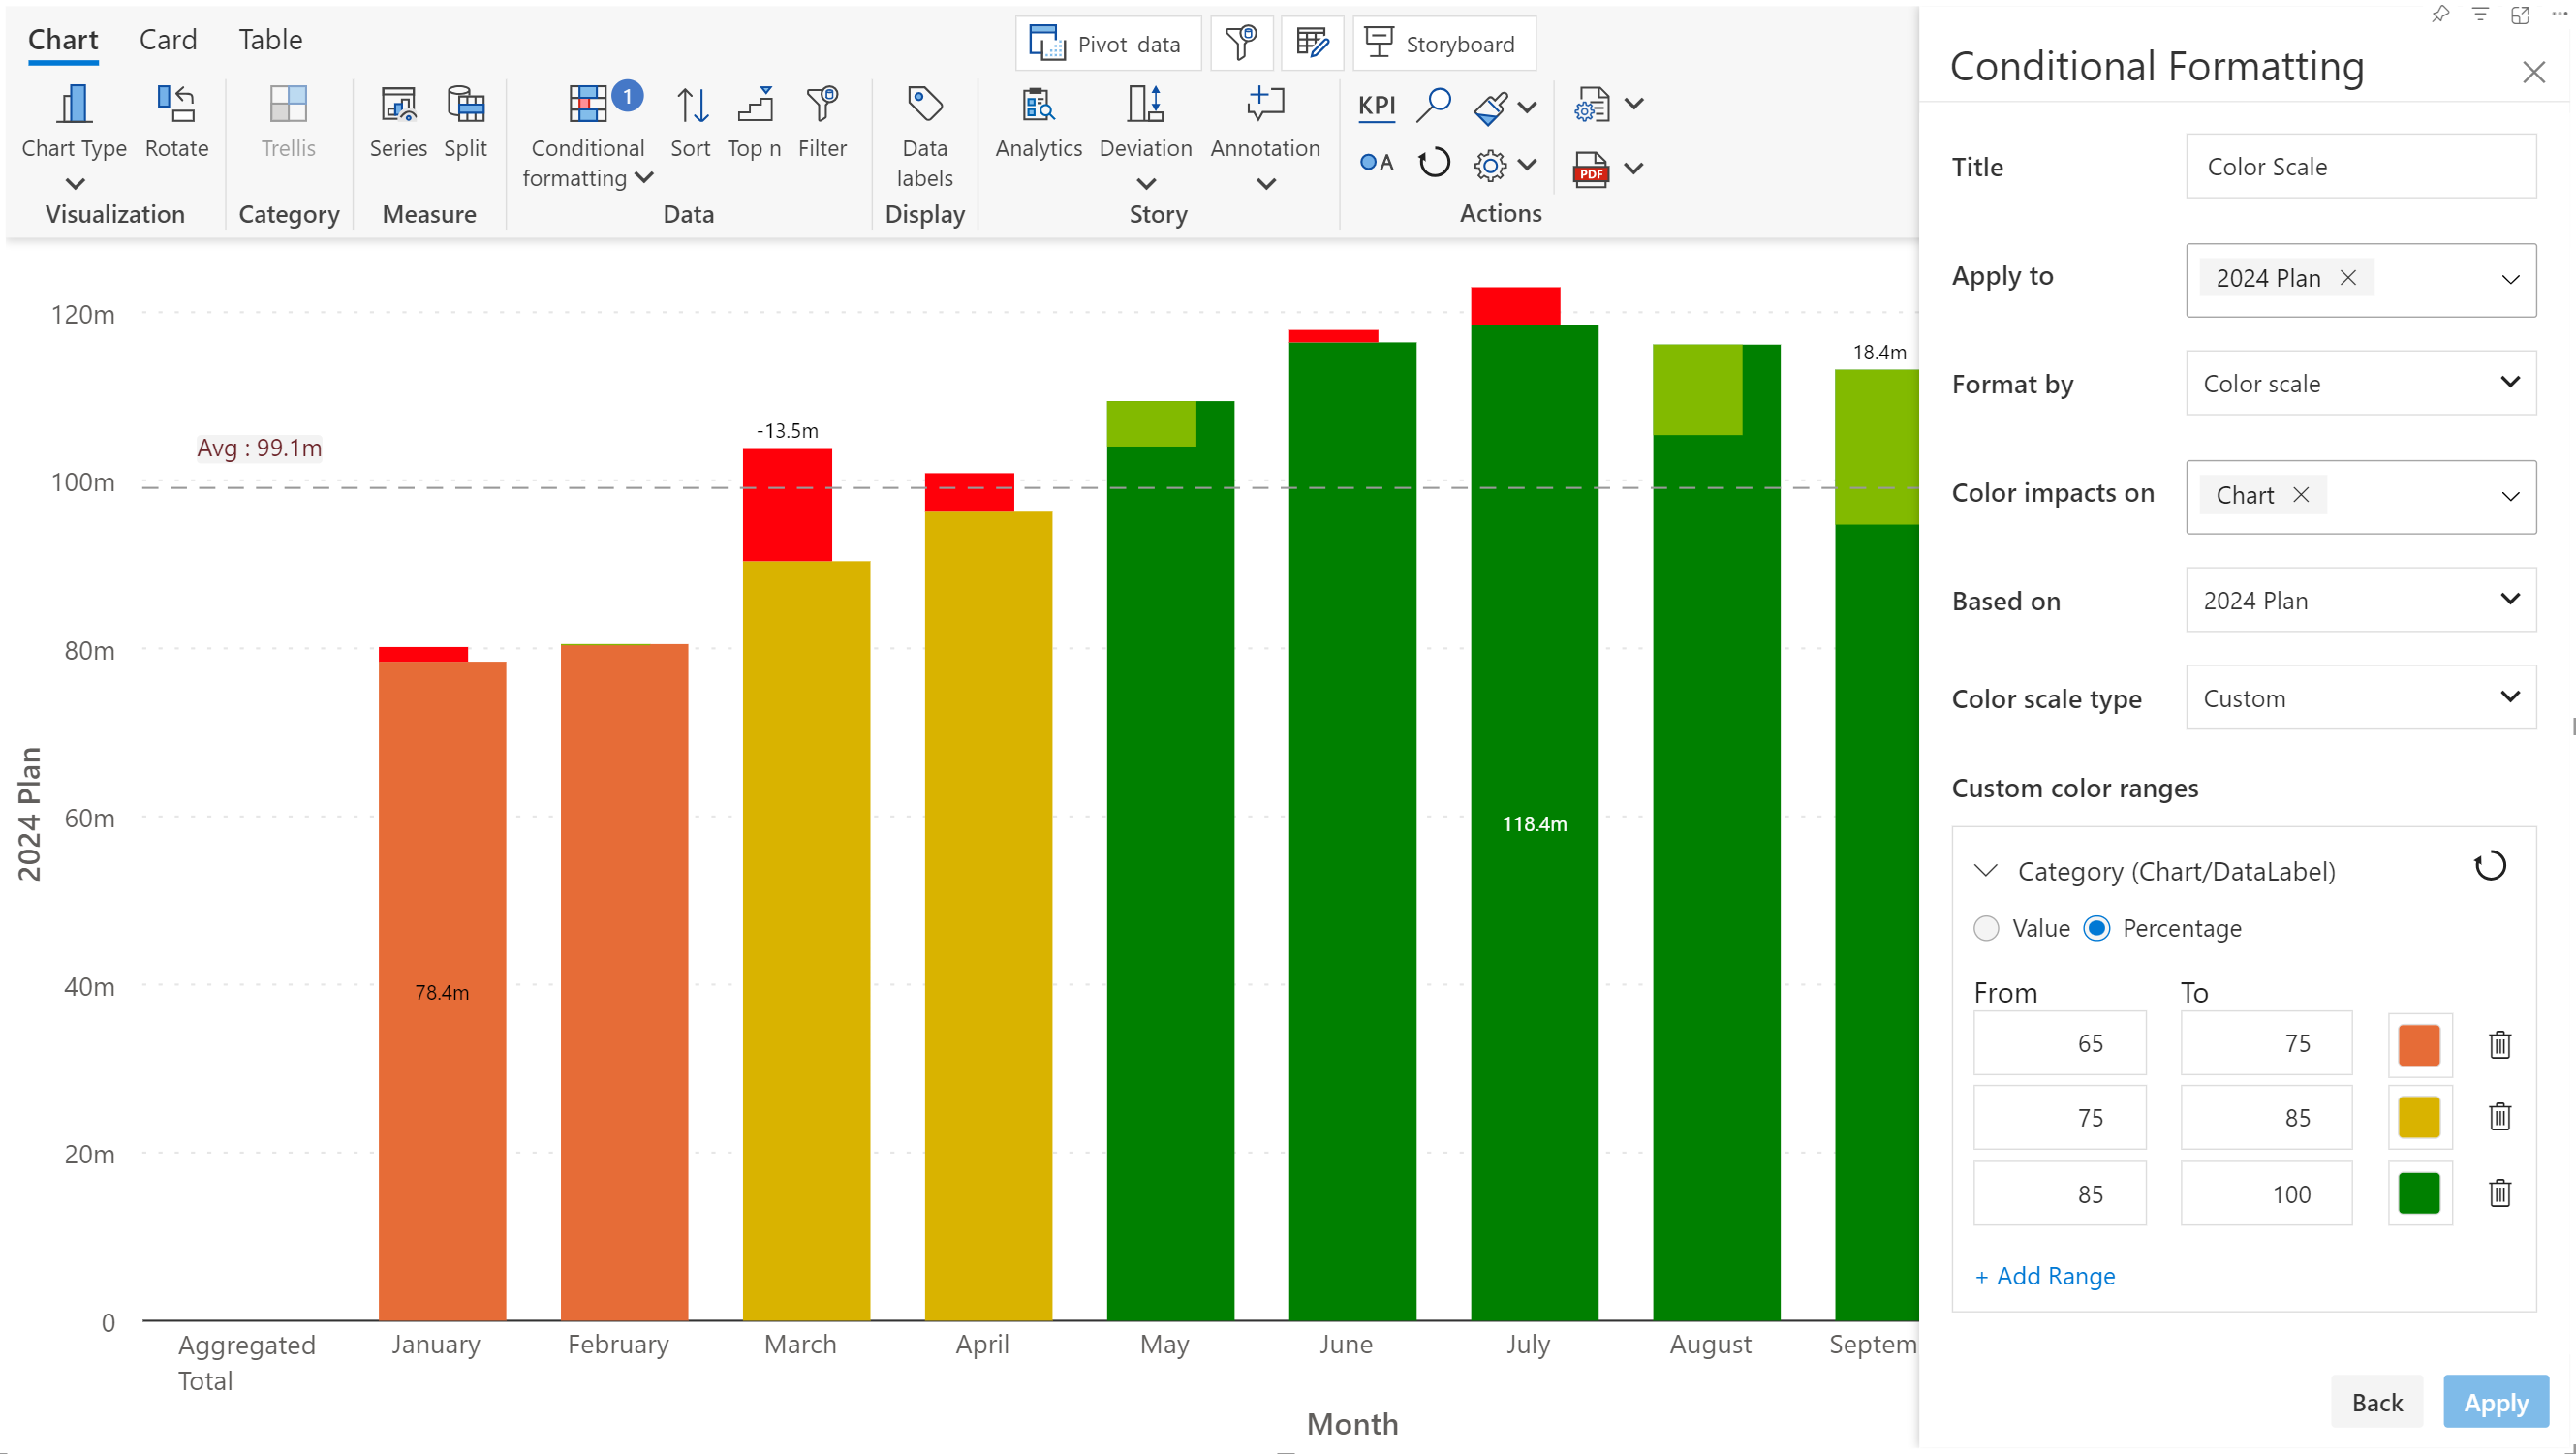 Chart Card Table
Pivot data
Storyboard
Chart Type
Rotate
Visualization
Trellis
Category
Series
Split
Measure
Conditional
formatting
1
Sort
Top n
Filter
Data
Data
labels
Display
Analytics
Deviation
Annotation
Story
KPI
A
PDF
Actions
120m
100m
80m
60m
40m
20m
0
2024 Plan
Avg : 99.1m
-13.5m
18.4m
78.4m
118.4m
Aggregated
Total
January
February
March
April
May
June
July
August
Septem
Month
Conditional Formatting
Title
Color Scale
Apply to
2024 Plan
Format by
Color scale
Color impacts on
Chart
Based on
2024 Plan
Color scale type
Custom
Custom color ranges
Category (Chart/DataLabel)
Value
Percentage
From To
65 75
75 85
85 100
+ Add Range
Back
Apply